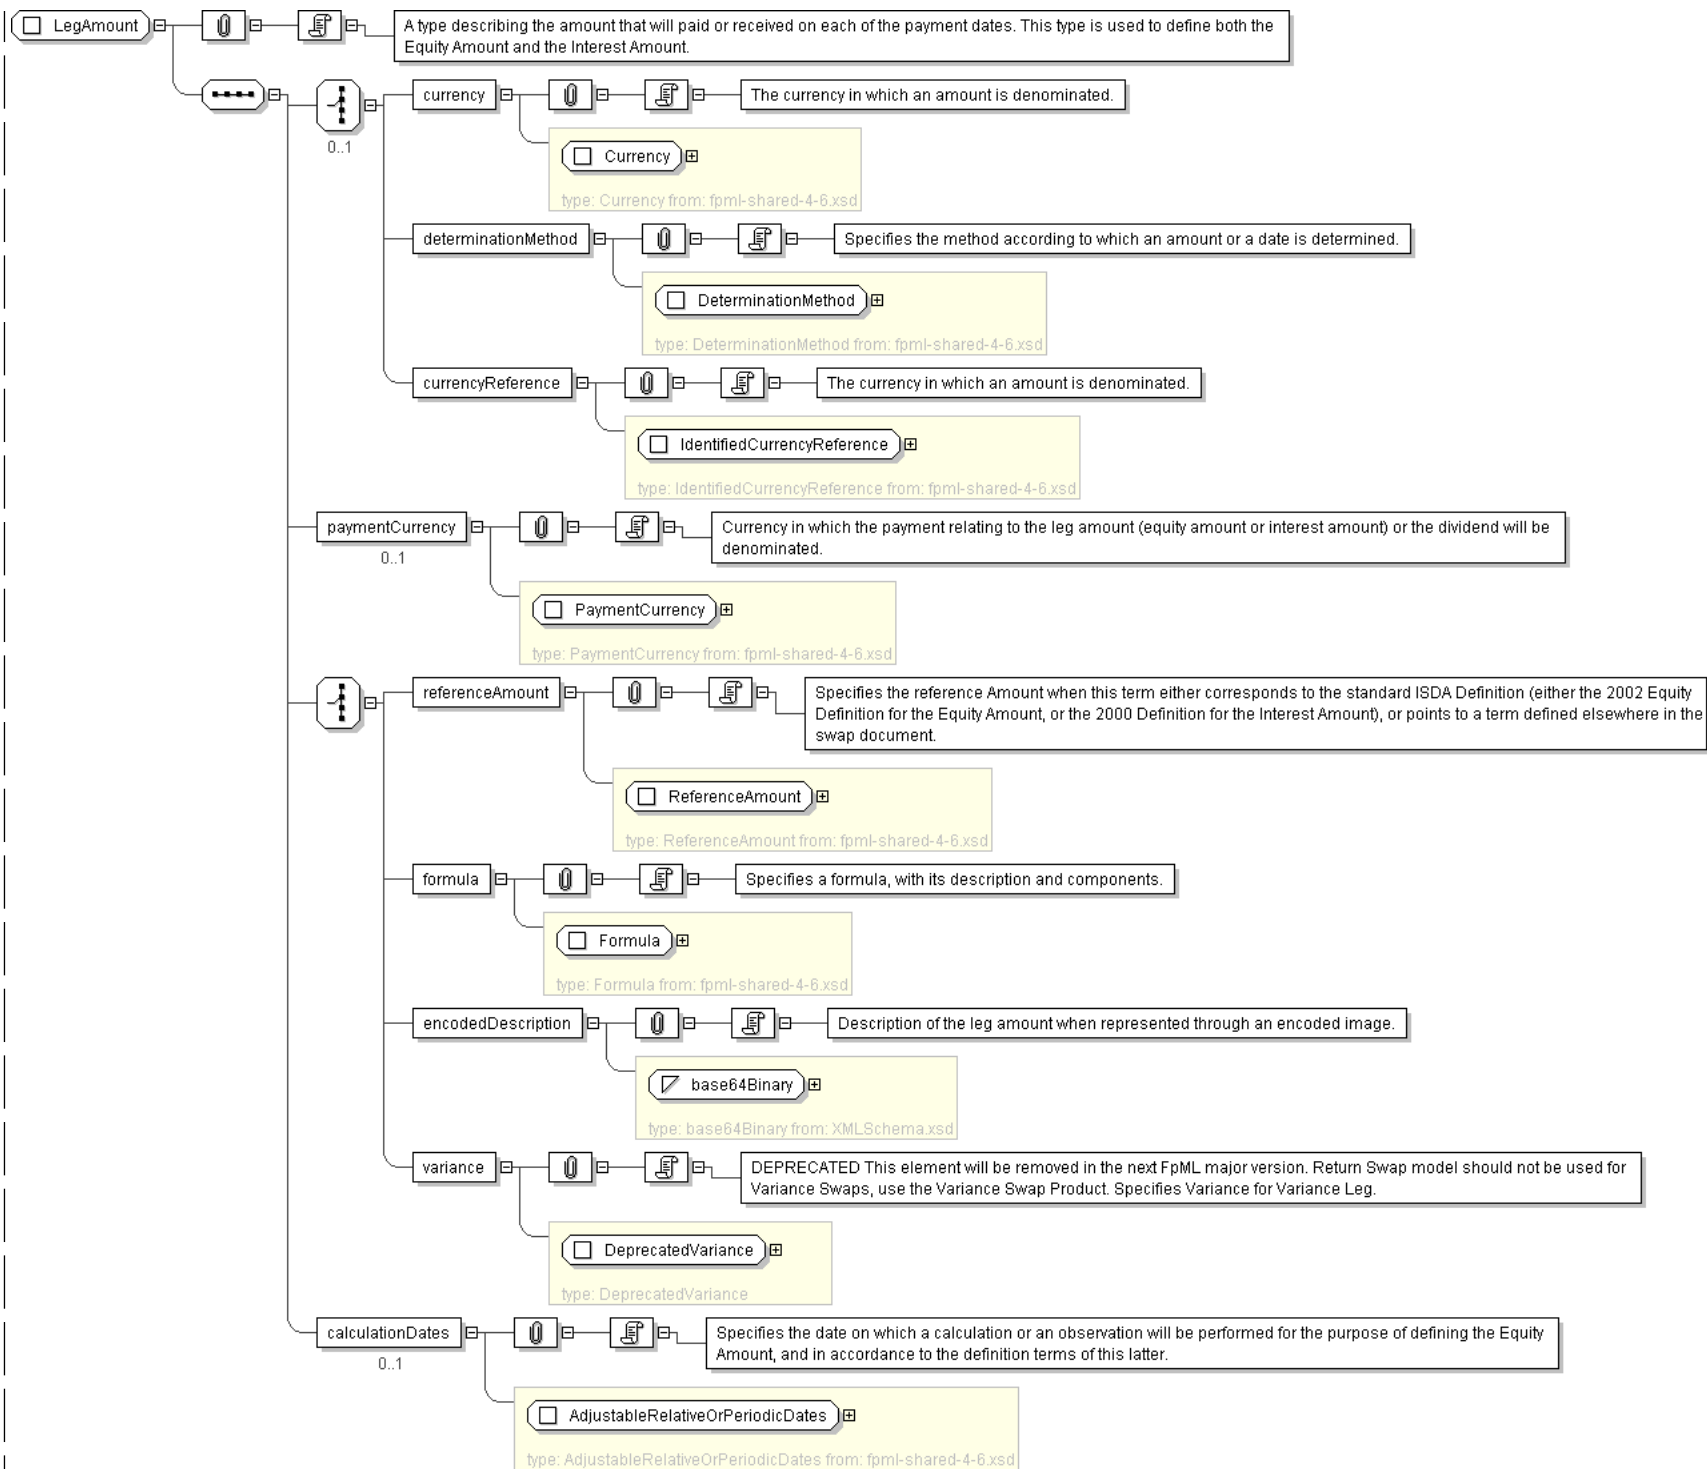 LegAmount
A type describing the amount that will paid or received on each of the payment dates. This type is used to define both the
Equity Amount and the Interest Amount.
0..1
currency
The currency in which an amount is denominated.
Currency
type: Currency from: fpml-shared-4-6.xsd
determinationMethod
Specifies the method according to which an amount or a date is determined.
DeterminationMethod
type: DeterminationMethod from: fpml-shared-4-6.xsd
currencyReference
The currency in which an amount is denominated.
IdentifiedCurrencyReference
type: IdentifiedCurrencyReference from: fpml-shared-4-6.xsd
paymentCurrency
0..1
Currency in which the payment relating to the leg amount (equity amount or interest amount) or the dividend will be
denominated.
PaymentCurrency
type: PaymentCurrency from: fpml-shared-4-6.xsd
referenceAmount
Specifies the reference Amount when this term either corresponds to the standard ISDA Definition (either the 2002 Equity
Definition for the Equity Amount, or the 2000 Definition for the Interest Amount), or points to a term defined elsewhere in the
swap document.
ReferenceAmount
type: ReferenceAmount from: fpml-shared-4-6.xsd
formula
Specifies a formula, with its description and components.
Formula
type: Formula from: fpml-shared-4-6.xsd
encodedDescription
Description of the leg amount when represented through an encoded image.
base64Binary
type: base64Binary from: XMLSchema.xsd
variance
DEPRECATED This element will be removed in the next FpML major version. Return Swap model should not be used for
Variance Swaps, use the Variance Swap Product. Specifies Variance for Variance Leg.
DeprecatedVariance
type: DeprecatedVariance
calculationDates
0..1
Specifies the date on which a calculation or an observation will be performed for the purpose of defining the Equity
Amount, and in accordance to the definition terms of this latter.
AdjustableRelativeOrPeriodicDates
type: AdjustableRelativeOrPeriodicDates from: fpml-shared-4-6.xsd